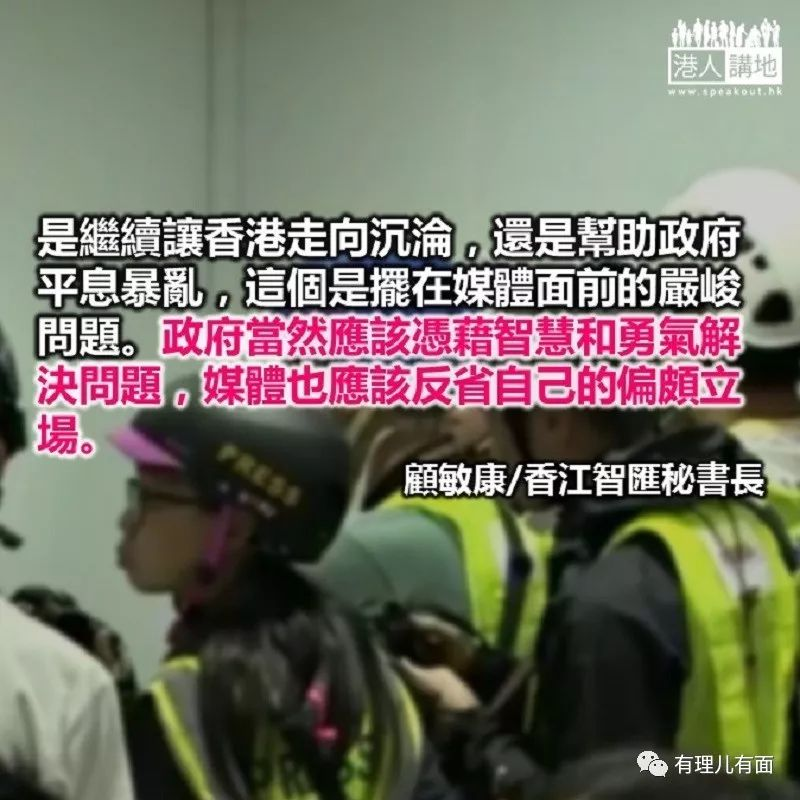 港人講地
www.speakout.hk
是繼續讓香港走向沉淪，還是幫助政府
平息暴亂，這個是擺在媒體面前的嚴峻
問題。政府當然應該憑藉智慧和勇氣解
決問題，媒體也應該反省自己的偏頗立
場。
顧敏康/香江智匯秘書長
PRESS
PRESS
有理儿有面